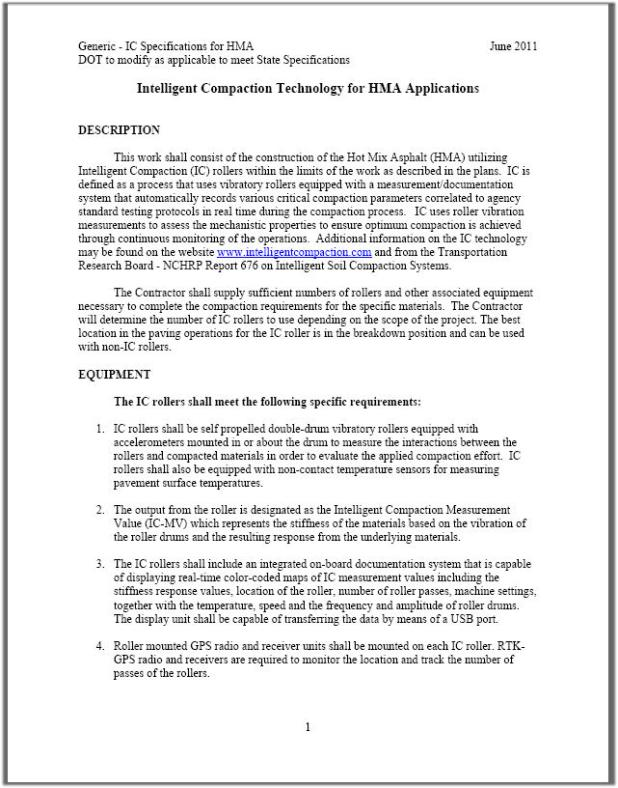 Generic - IC Specifications for HMA June 2011
DOT to modify as applicable to meet State Specifications
Intelligent Compaction Technology for HMA Applications
DESCRIPTION
This work shall consist of the construction of the Hot Mix Asphalt (HMA) utilizing
Intelligent Compaction (IC) rollers within the limits of the work as described in the plans. IC is
defined as a process that uses vibratory rollers equipped with a measurement/documentation
system that automatically records various critical compaction parameters correlated to agency
standard testing protocols in real time during the compaction process. IC uses roller vibration
measurements to assess the mechanistic properties to ensure optimum compaction is achieved
through continuous monitoring of the operations. Additional information on the IC technology
may be found on the website www.intelligentcompaction.com and from the Transportation
Research Board - NCHRP Report 676 on Intelligent Soil Compaction Systems.
The Contractor shall supply sufficient numbers of rollers and other associated equipment
necessary to complete the compaction requirements for the specific materials. The Contractor
will determine the number of IC rollers to use depending on the scope of the project. The best
location in the paving operations for the IC roller is in the breakdown position and can be used
with non-IC rollers.
EQUIPMENT
The IC rollers shall meet the following specific requirements:
1. IC rollers shall be self propelled double-drum vibratory rollers equipped with
accelerometers mounted in or about the drum to measure the interactions between the
rollers and compacted materials in order to evaluate the applied compaction effort. IC
rollers shall also be equipped with non-contact temperature sensors for measuring
pavement surface temperatures.
2. The output from the roller is designated as the Intelligent Compaction Measurement
Value (IC-MV) which represents the stiffness of the materials based on the vibration of
the roller drums and the resulting response from the underlying materials.
3. The IC rollers shall include an integrated on-board documentation system that is capable
of displaying real-time color-coded maps of IC measurement values including the
stiffness response values, location of the roller, number of roller passes, machine settings,
together with the temperature, speed and the frequency and amplitude of roller drums.
The display unit shall be capable of transferring the data by means of a USB port.
4. Roller mounted GPS radio and receiver units shall be mounted on each IC roller. RTK-
GPS radio and receivers are required to monitor the location and track the number of
passes of the rollers.
1